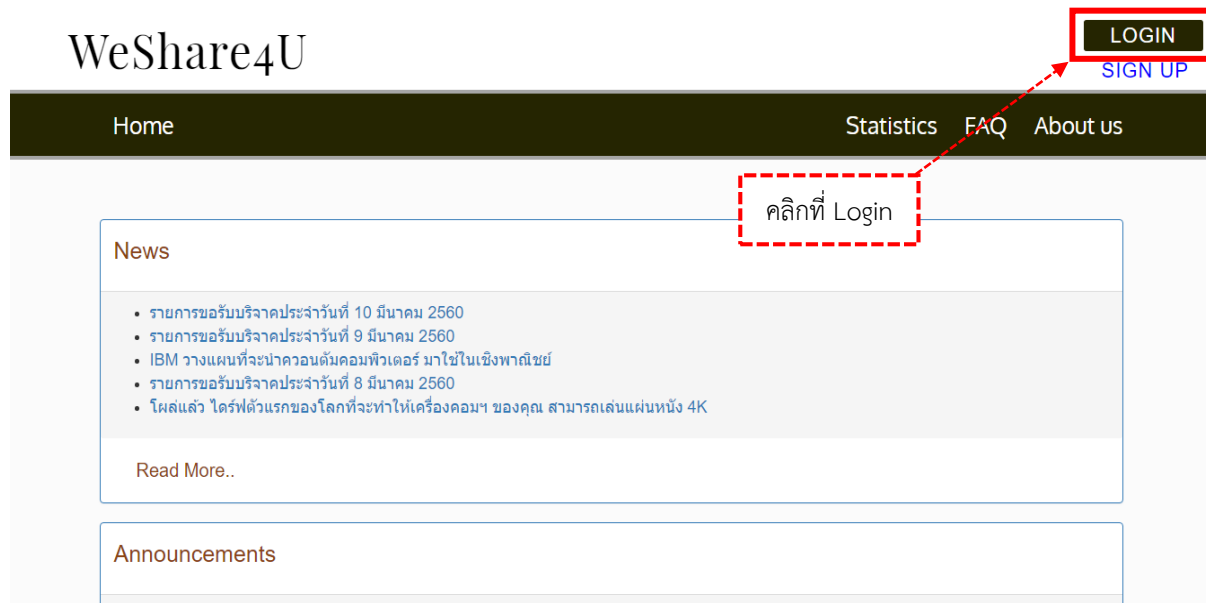 WeShare4U
LOGIN
SIGN UP
Home
Statistics FAQ About us
คลิกที่ Login
News
รายการขอรับบริจาคประจำวันที่ 10 มีนาคม 2560
รายการขอรับบริจาคประจำวันที่ 9 มีนาคม 2560
IBM วางแผนที่จะนำควอนตัมคอมพิวเตอร์ มาใช้ในเชิงพาณิชย์
รายการขอรับบริจาคประจำวันที่ 8 มีนาคม 2560
โผล่แล้ว ไดร์ฟตัวแรกของโลกที่จะทำให้เครื่องคอมฯ ของคุณ สามารถเล่นแผ่นหนัง 4K
Read More..
Announcements